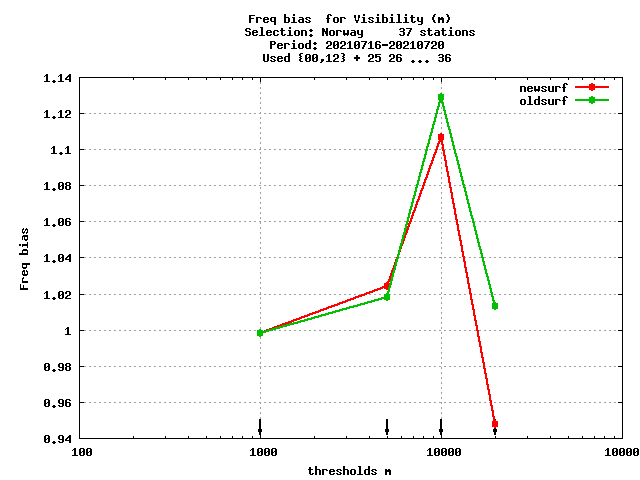 Freq bias  for Visibility (m)
Selection: Norway     37 stations
Period: 20210716-20210720
Used {00,12} + 25 26 ... 36
newsurf
oldsurf
1.14
1.12
1.1
1.08
1.06
1.04
1.02
1
0.98
0.96
0.94
Freq bias
100
1000
10000
10000
thresholds m